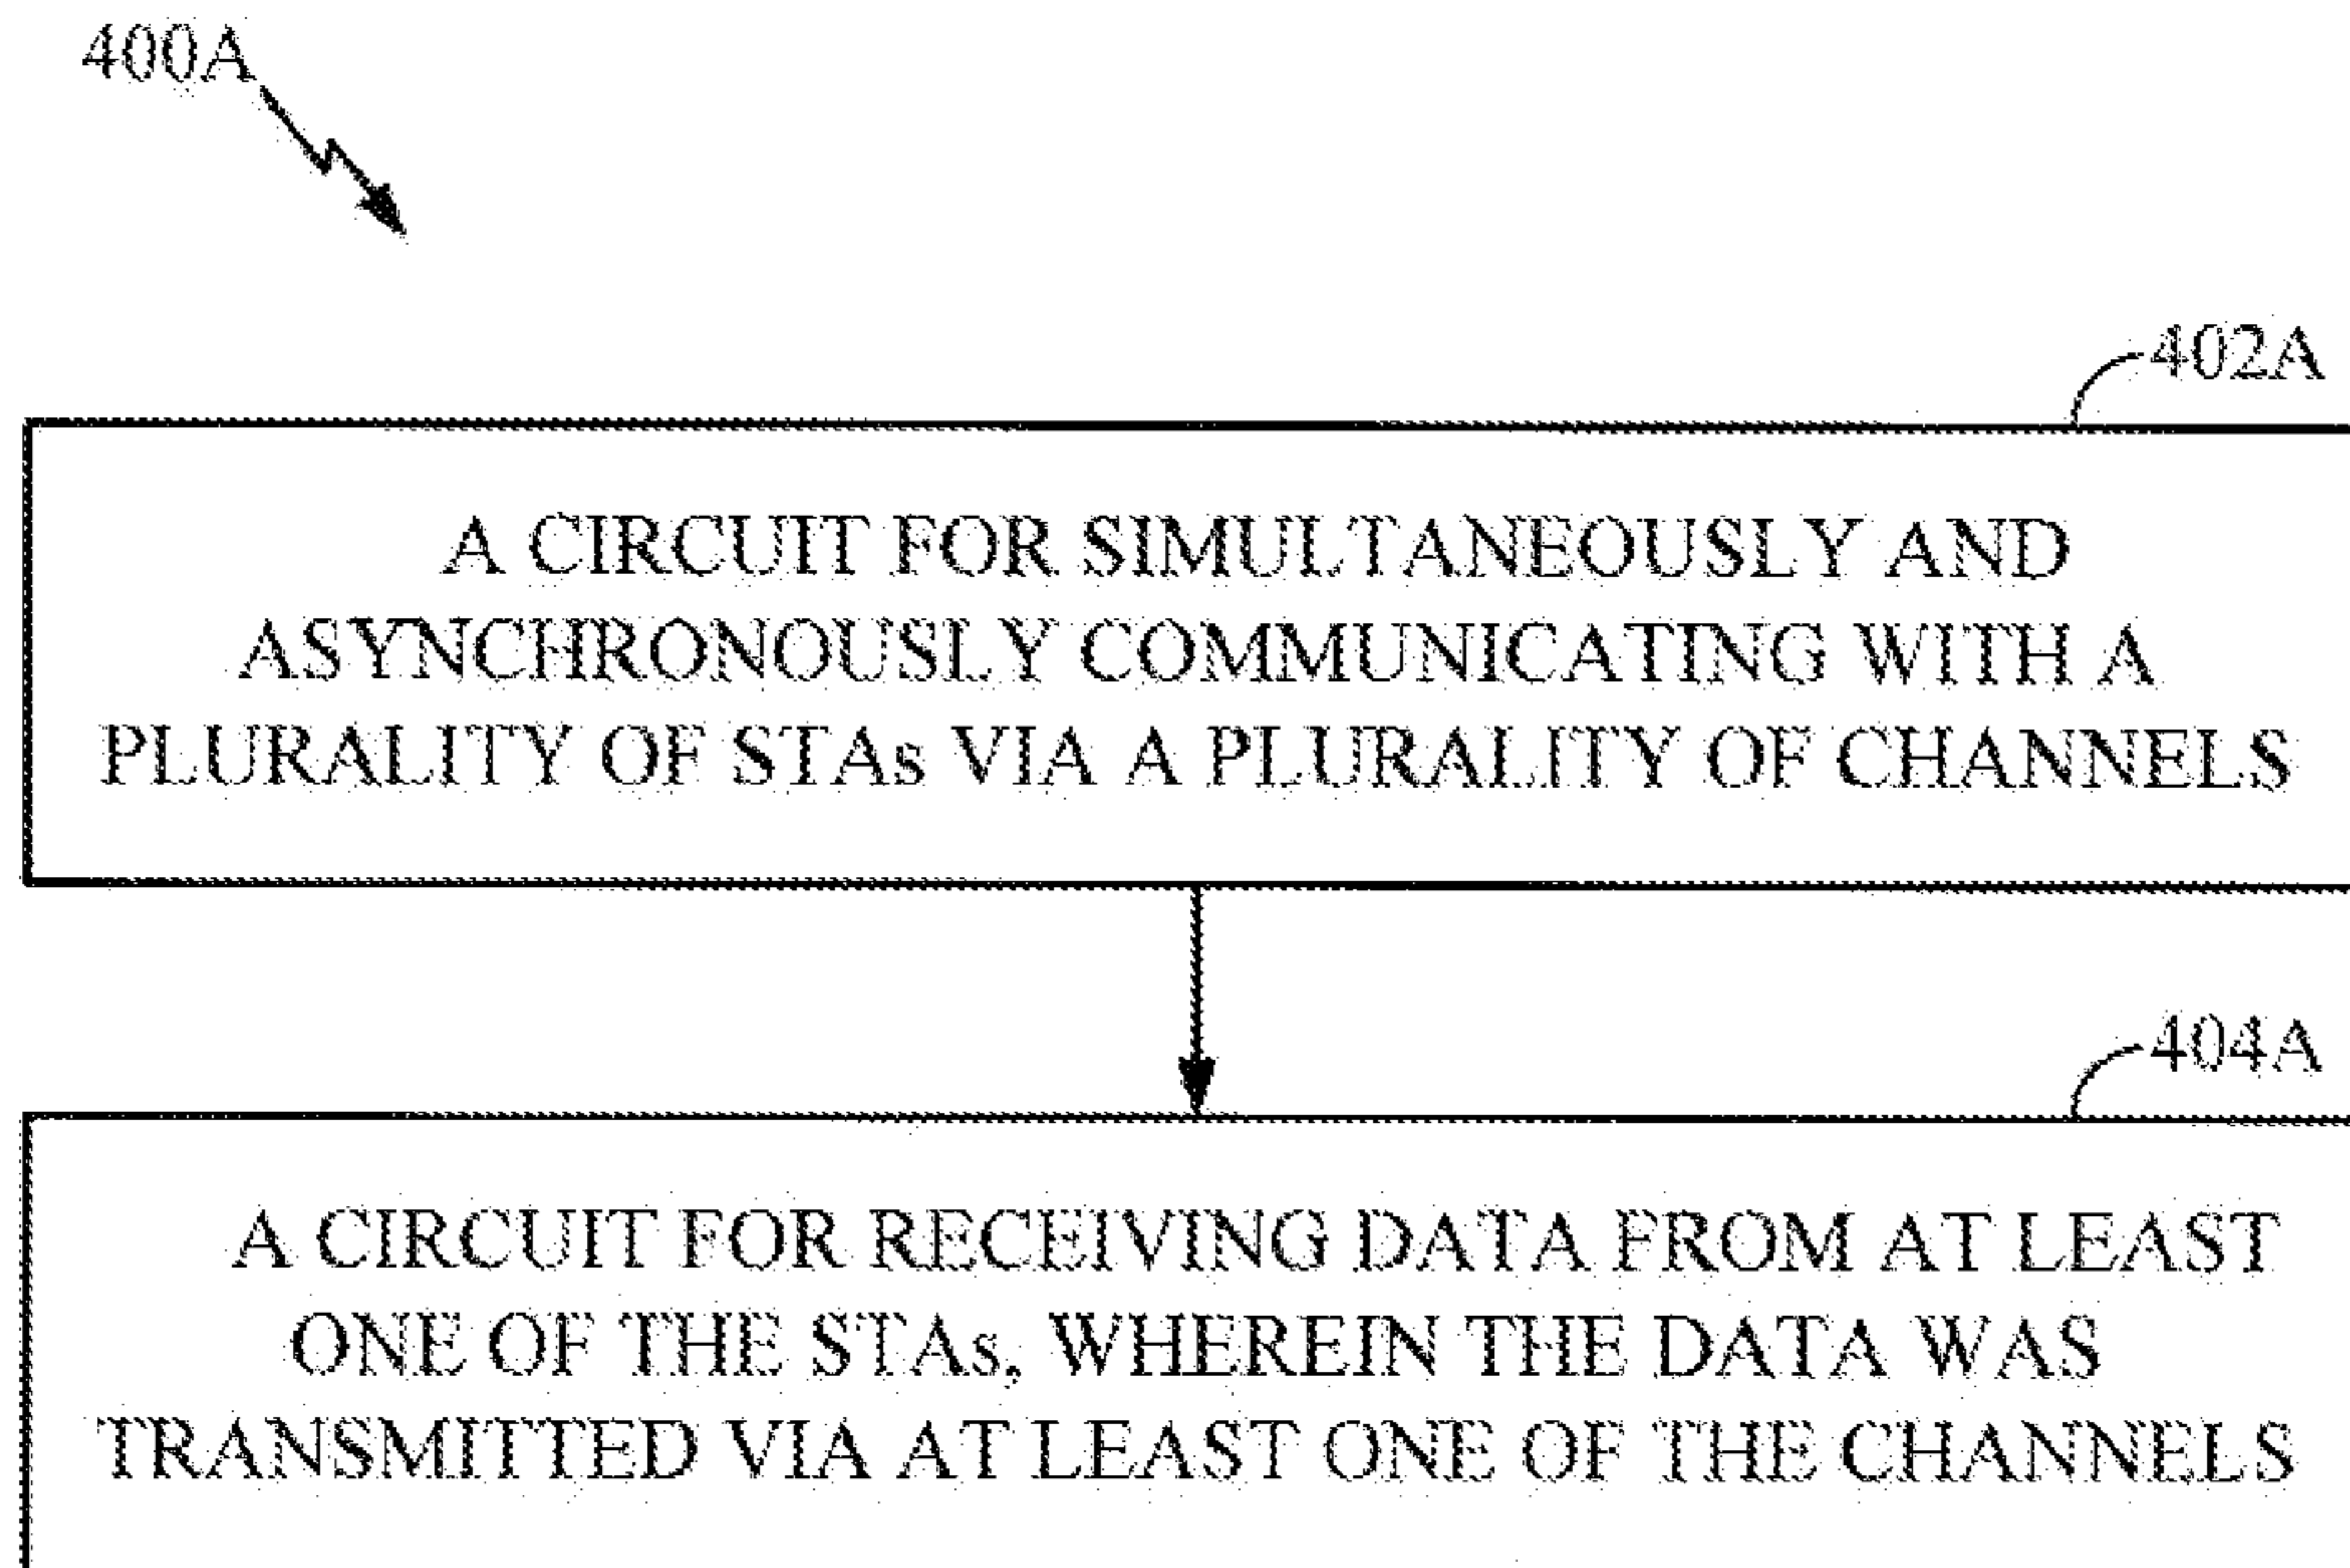 400A
402A
A CIRCUIT FOR SIMULTANEOUSLY AND
ASYNCHRONOUSLY COMMUNICATING WITH A
PLURALITY OF STAs VIA A PLURALITY OF CHANNELS
404A
A CIRCUIT FOR RECEIVING DATA FROM AT LEAST
ONE OF THE STAs, WHEREIN THE DATA WAS
TRANSMITTED VIA AT LEAST ONE OF THE CHANNELS